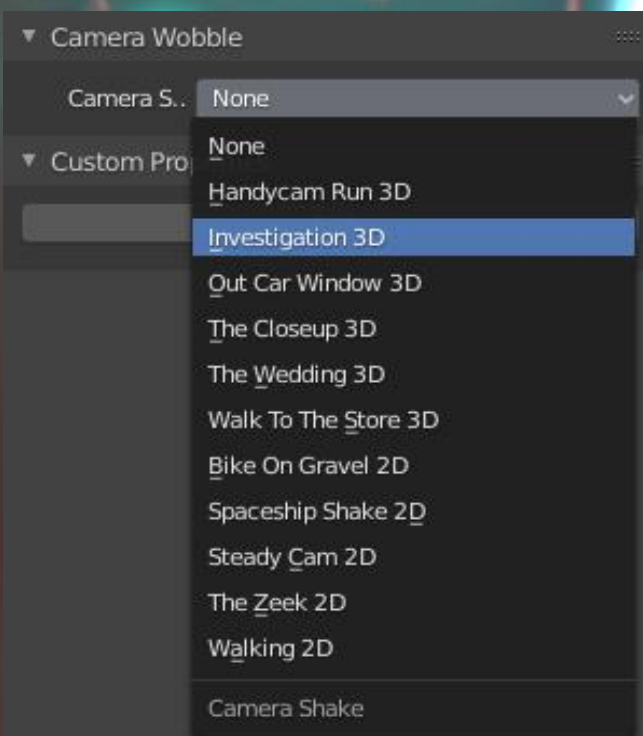 Camera Wobble
Camera S.. None
None
Custom Pro
Handycam Run 3D
Investigation 3D
Out Car Window 3D
The Closeup 3D
The Wedding 3D
Walk To The Store 3D
Bike On Gravel 2D
Spaceship Shake 2D
Steady Cam 2D
The Zeek 2D
Walking 2D
Camera Shake